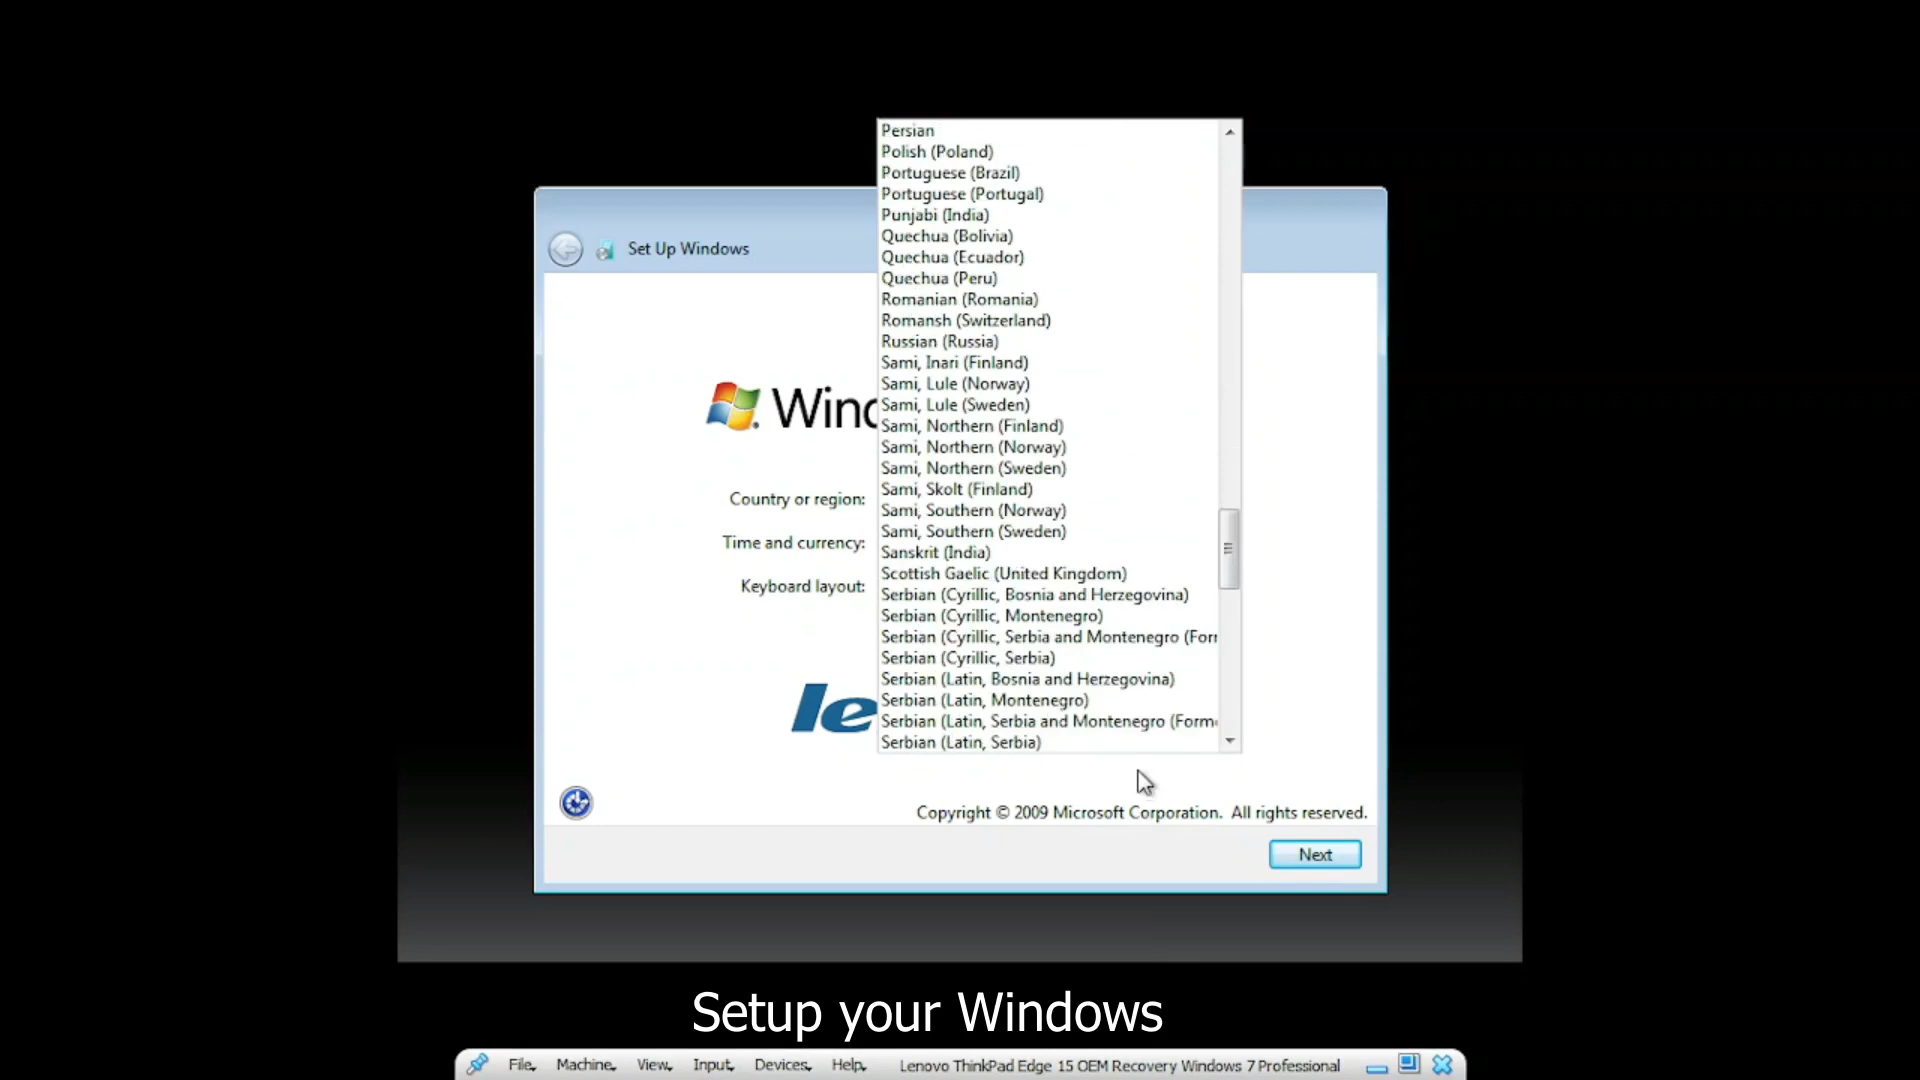 Persian
Polish (Poland)
Portuguese (Brazil)
Portuguese (Portugal)
Punjabi (India)
Quechua (Bolivia)
Set Up Windows
Quechua (Ecuador)
Quechua (Peru)
Romanian (Romania)
Romansh (Switzerland)
Russian (Russia)
Sami, Inari (Finland)
Sami, Lule (Norway)
Wind
Sami, Lule (Sweden)
Sami, Northern (Finland)
Sami, Northern (Norway)
Sami, Northern (Sweden)
Sami, Skolt (Finland)
Country or region:
Sami, Southern (Norway)
Sami, Southern (Sweden)
Time and currency:
Sanskrit (India)
Scottish Gaelic (United Kingdom)
Keyboard layout:
Serbian (Cyrillic, Bosnia and Herzegovina)
Serbian (Cyrillic, Montenegro)
Serbian (Cyrillic, Serbia and Montenegro (Forr
Serbian (Cyrillic, Serbia)
Serbian (Latin, Bosnia and Herzegovina)
Serbian (Latin, Montenegro)
le
Serbian (Latin, Serbia and Montenegro (Form
Serbian (Latin, Serbia)
Copyright © 2009 Microsoft Corporation. All rights reserved.
Next
Setup your Windows
File Machine View Input Devices Help Lenovo ThinkPad Edge 15 OEM Recovery Windows 7 Professional